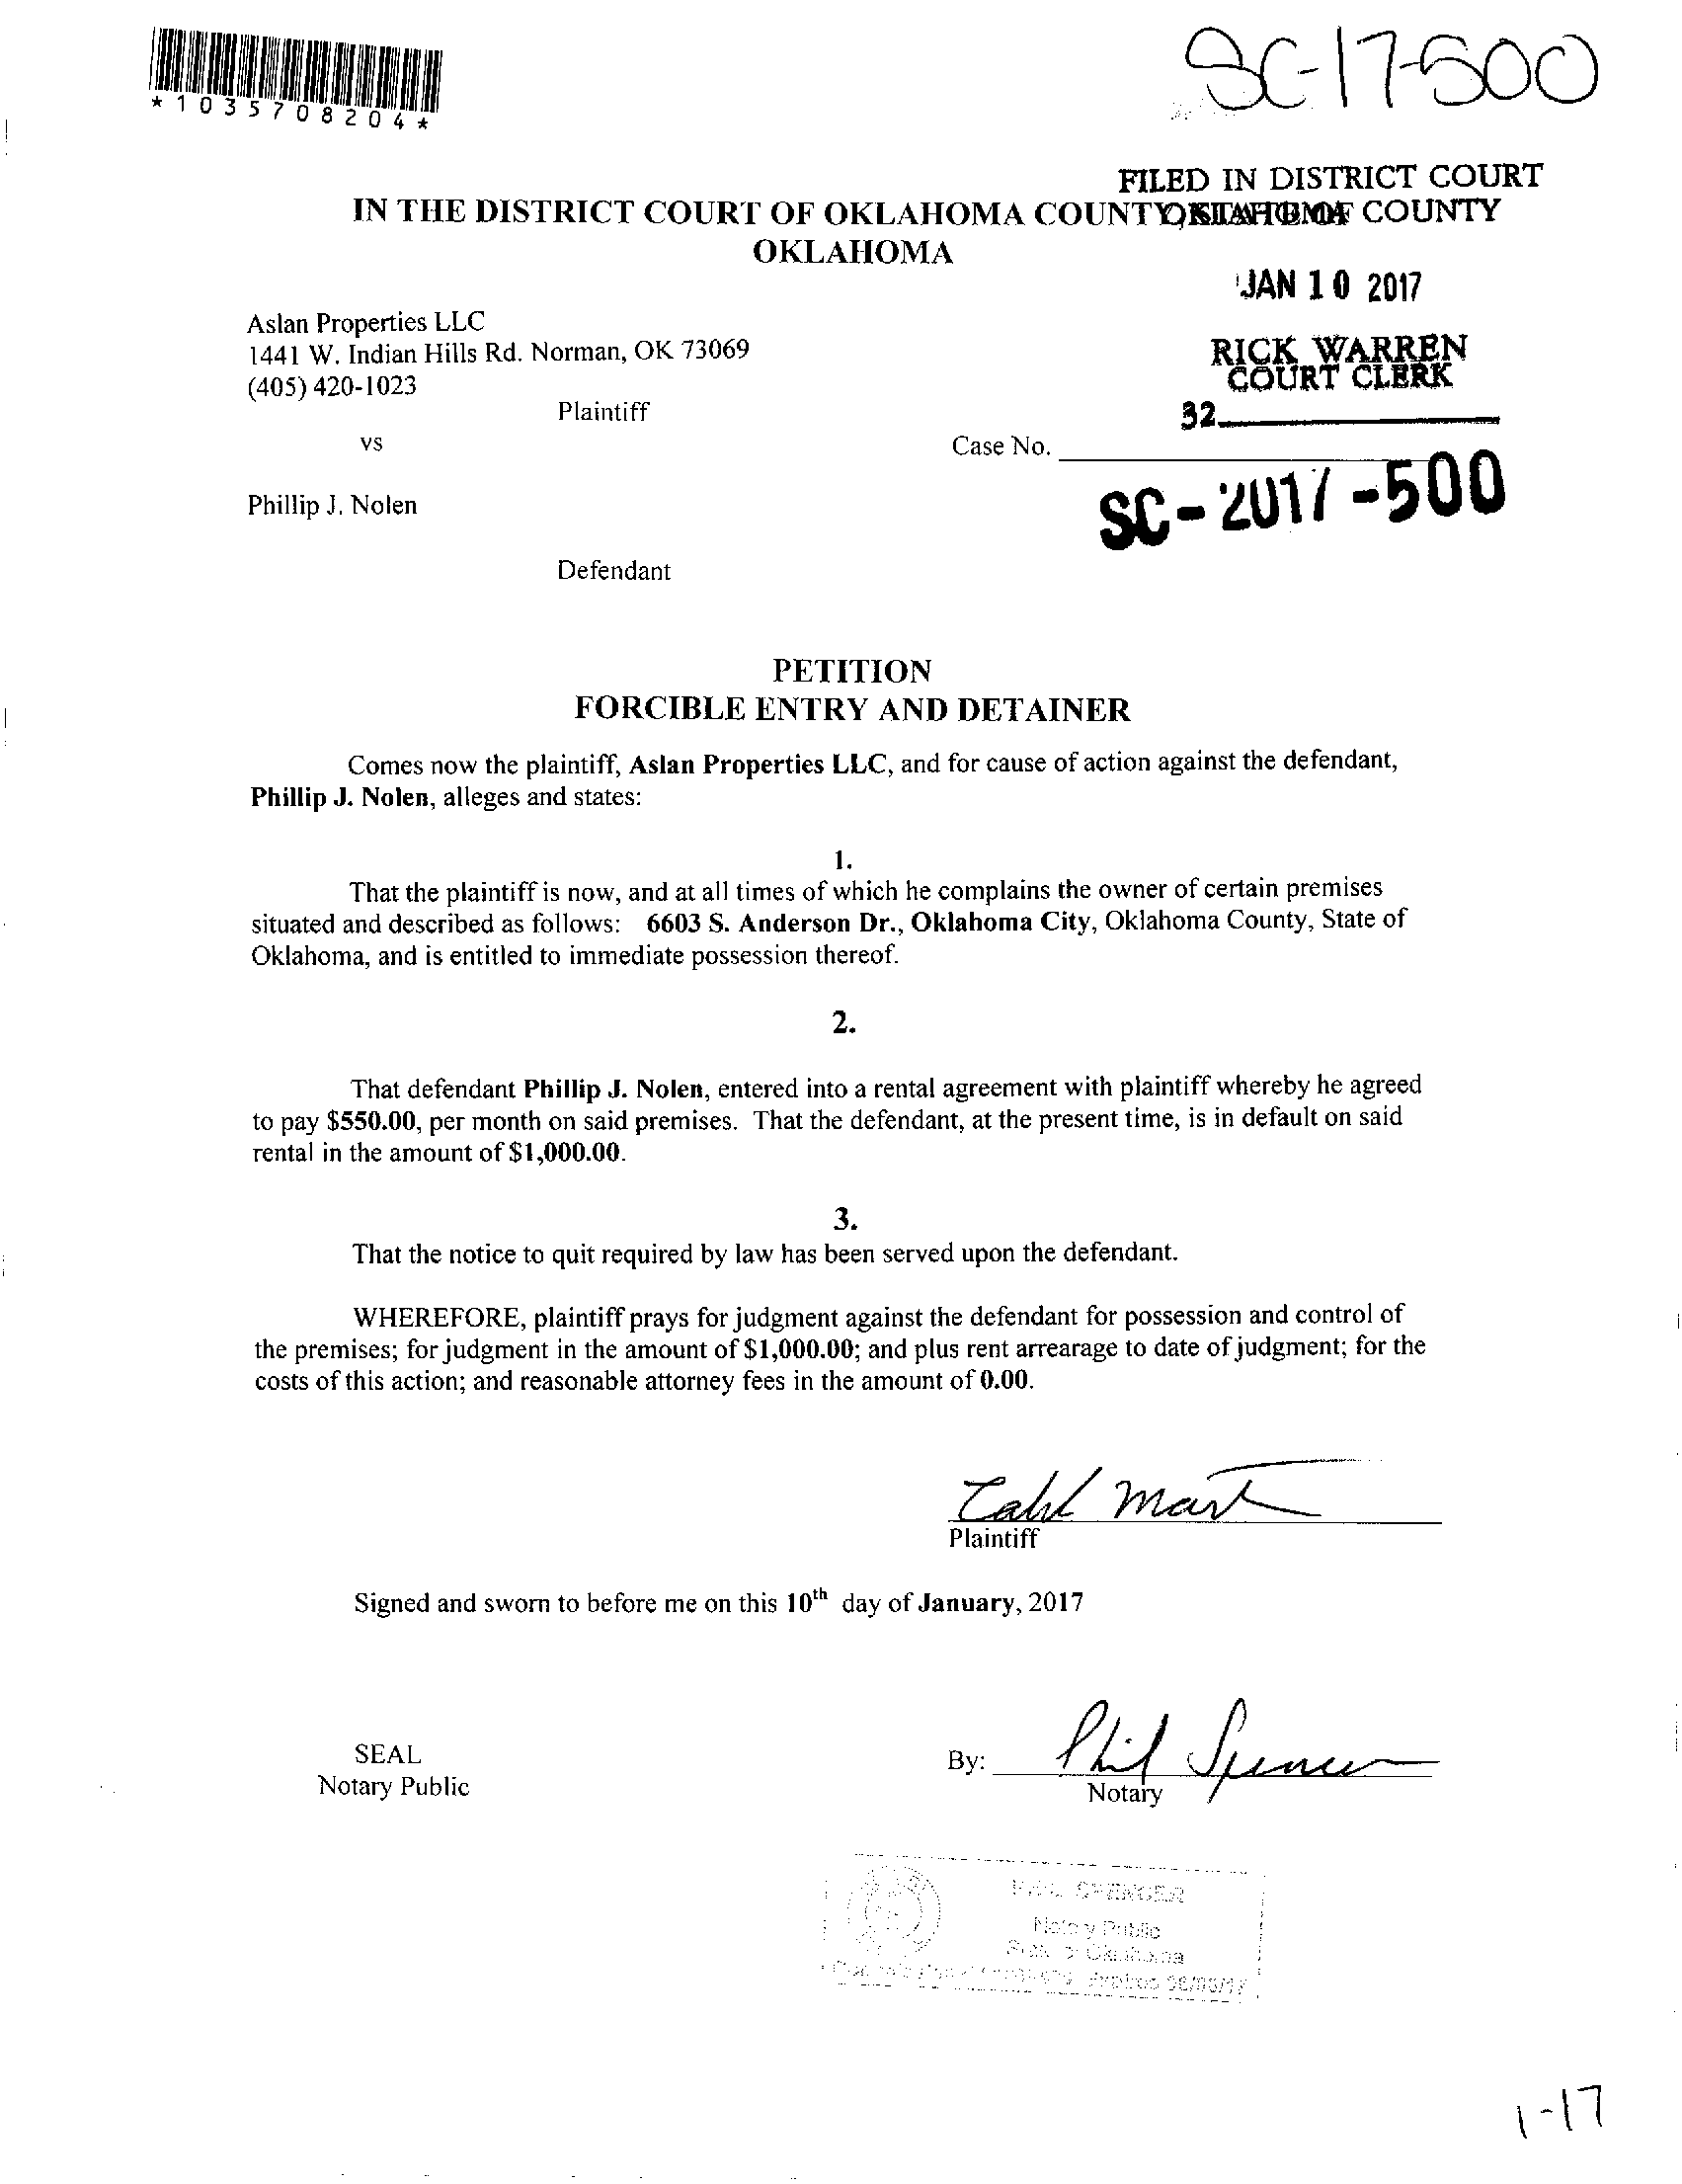 *1035708204*
SC-17-500
FILED IN DISTRICT COURT
OKLAHOMA COUNTY
IN THE DISTRICT COURT OF OKLAHOMA COUNTY STATE OF
OKLAHOMA
JAN 10 2017
Aslan Properties LLC
1441 W. Indian Hills Rd. Norman, OK 73069
(405) 420-1023
RICK WARREN
COURT CLERK
Plaintiff
32
vs
Case No.
SC-2017-500
Phillip J. Nolen
Defendant
PETITION
FORCIBLE ENTRY AND DETAINER
Comes now the plaintiff, Aslan Properties LLC, and for cause of action against the defendant,
Phillip J. Nolen, alleges and states:
1.
That the plaintiff is now, and at all times of which he complains the owner of certain premises
situated and described as follows: 6603 S. Anderson Dr., Oklahoma City, Oklahoma County, State of
Oklahoma, and is entitled to immediate possession thereof.
2.
That defendant Phillip J. Nolen, entered into a rental agreement with plaintiff whereby he agreed
to pay $550.00, per month on said premises. That the defendant, at the present time, is in default on said
rental in the amount of $1,000.00.
3.
That the notice to quit required by law has been served upon the defendant.
WHEREFORE, plaintiff prays for judgment against the defendant for possession and control of
the premises; for judgment in the amount of $1,000.00; and plus rent arrearage to date of judgment; for the
costs of this action; and reasonable attorney fees in the amount of 0.00.
Plaintiff
Signed and sworn to before me on this 10th day of January, 2017
SEAL
Notary Public
By: Phil Spencer
Notary
Notary Public
1-17